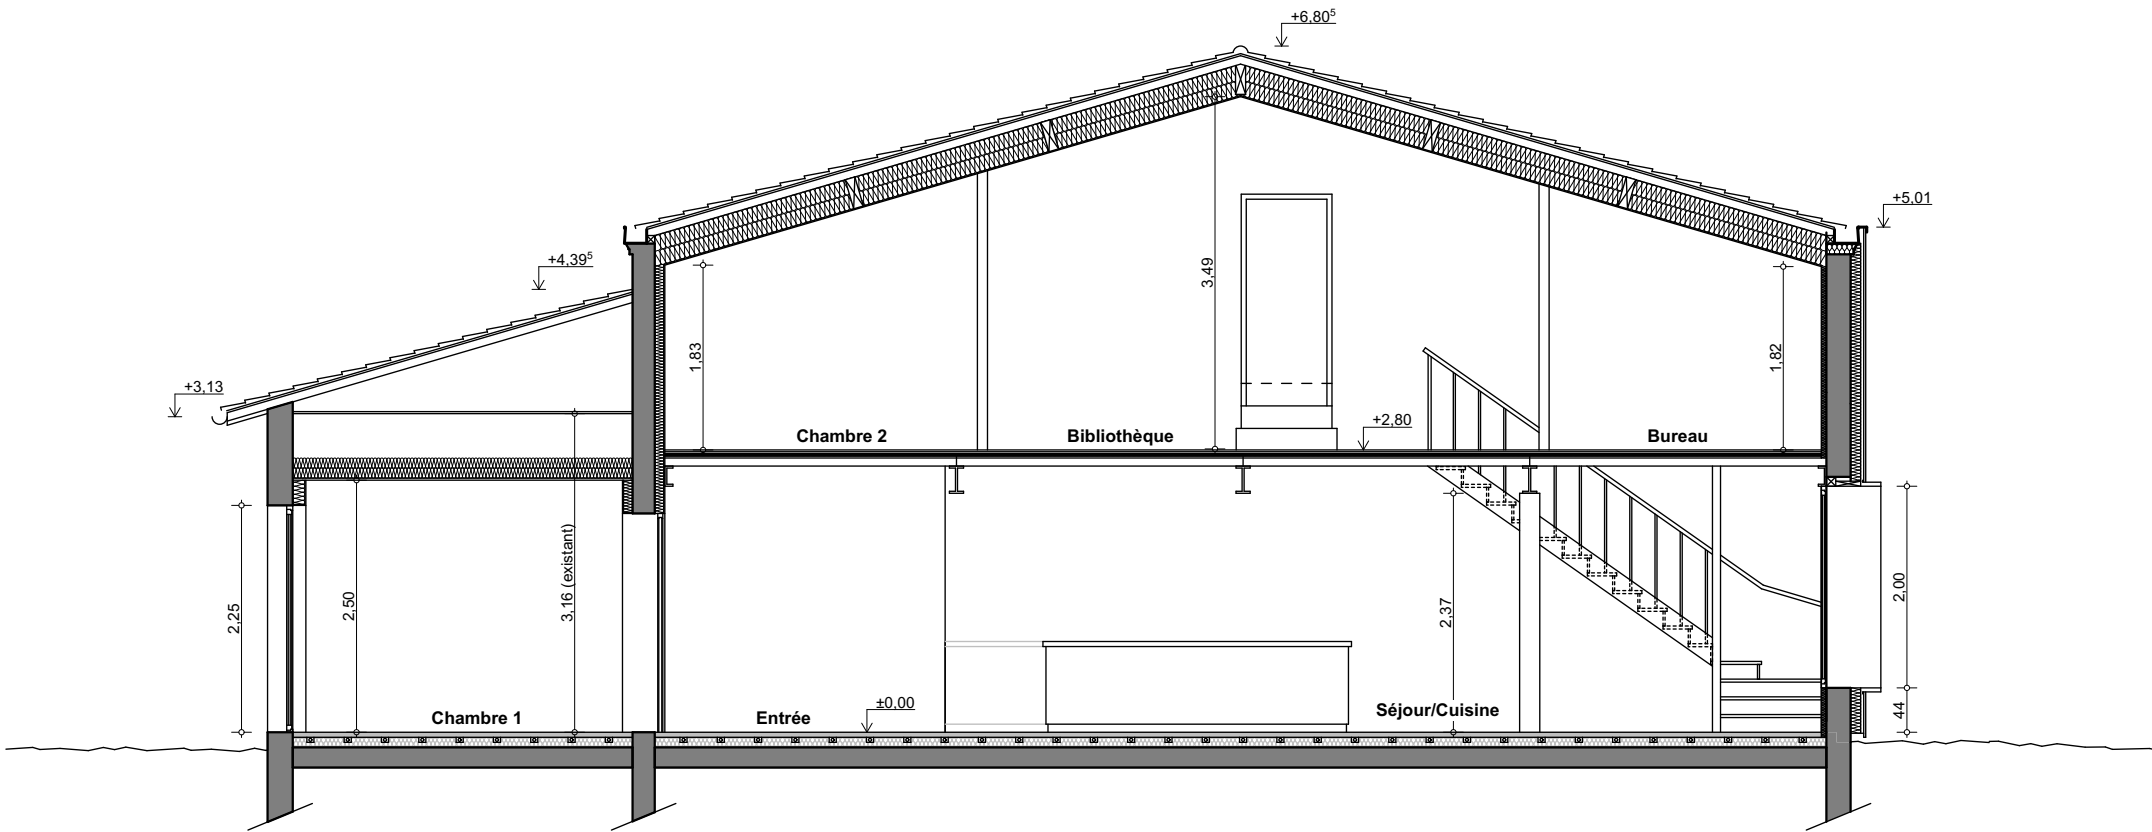 +6,80⁵
+5,01
+4,39⁵
3,49
1,83
1,82
+3,13
+2,80
Chambre 2
Bibliothèque
Bureau
2,25
2,50
3,16 (existant)
2,37
2,00
44
±0,00
Chambre 1
Entrée
Séjour/Cuisine